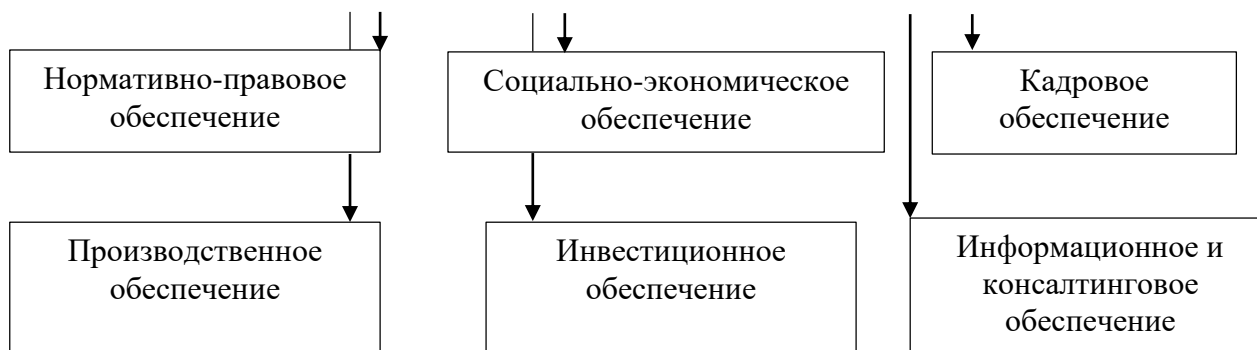 Нормативно-правовое
обеспечение
Социально-экономическое
обеспечение
Кадровое
обеспечение
Производственное
обеспечение
Инвестиционное
обеспечение
Информационное и
консалтинговое
обеспечение